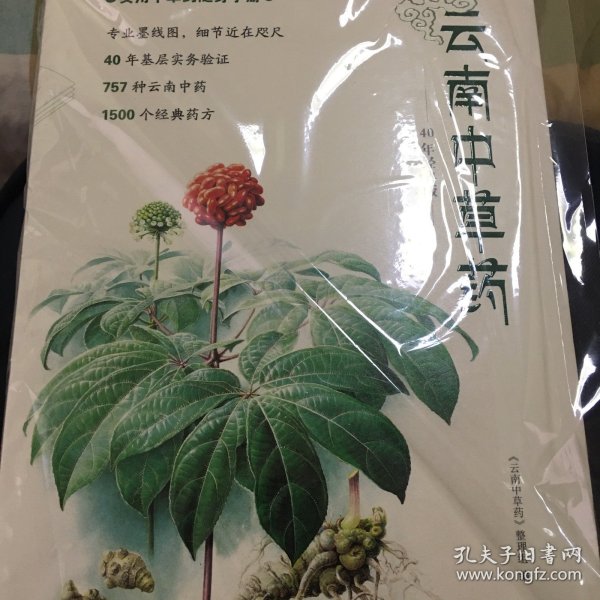 专业墨线图，细节近在咫尺
40年基层实务验证
757种云南中药
1500个经典药方
云南中草药
《云南中草药》整理
孔夫子旧书网
www.kongfz.com